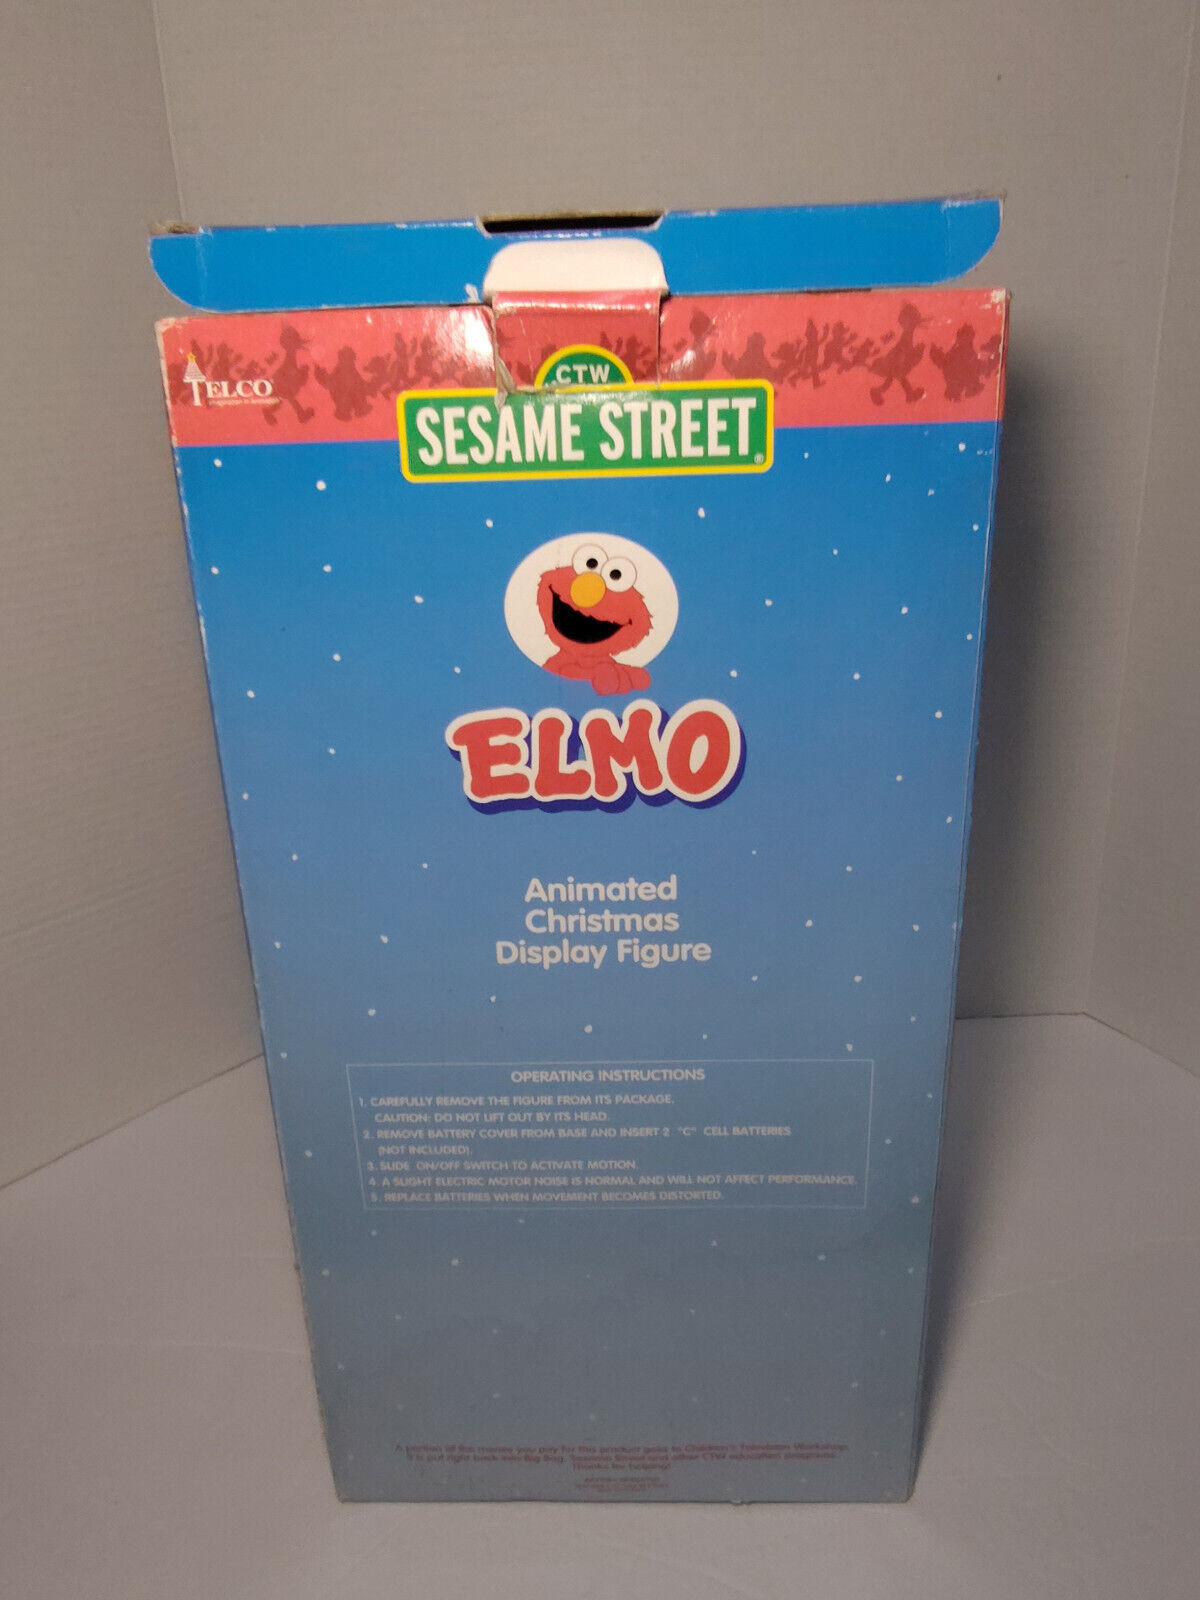 CTW
TELCO
SESAME STREET®
ELMO
Animated
Christmas
Display Figure
OPERATING INSTRUCTIONS
1. CAREFULLY REMOVE THE FIGURE FROM ITS PACKAGE.
CAUTION: DO NOT LIFT OUT BY ITS HEAD.
2. REMOVE BATTERY COVER FROM BASE AND INSERT 2 "C" CELL BATTERIES
(NOT INCLUDED).
3. SLIDE ON/OFF SWITCH TO ACTIVATE MOTION.
4. A SLIGHT ELECTRIC MOTOR NOISE IS NORMAL AND WILL NOT AFFECT PERFORMANCE.
5. REPLACE BATTERIES WHEN MOVEMENT BECOMES DISTORTED.
A portion of the money you pay for this product goes to Children's Television Workshop.
It is put right back into Big Bag, Sesame Street and other CTW education programs.
Thanks for helping!